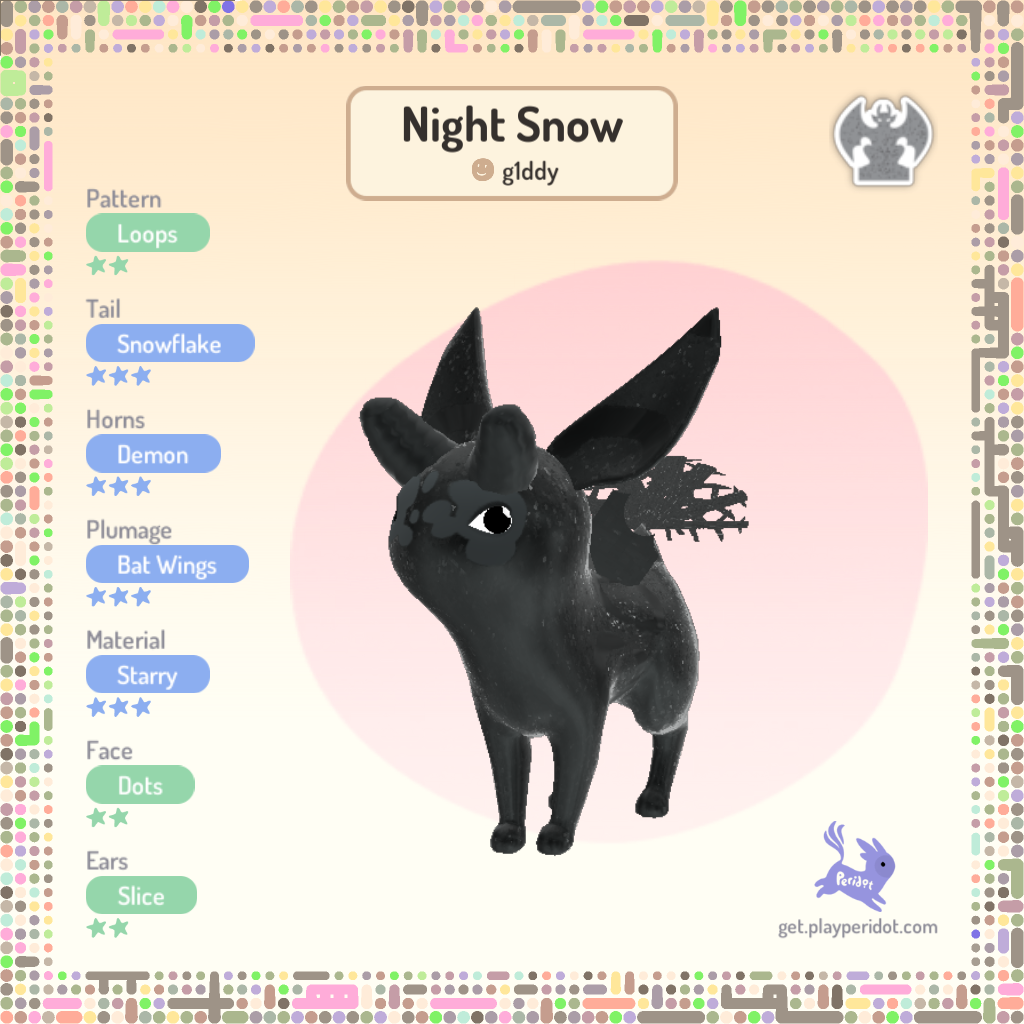 Night Snow
g1ddy
Pattern
Loops
Tail
Snowflake
Horns
Demon
Plumage
Bat Wings
Material
Starry
Face
Dots
Ears
Slice
Peridot
get.playperidot.com